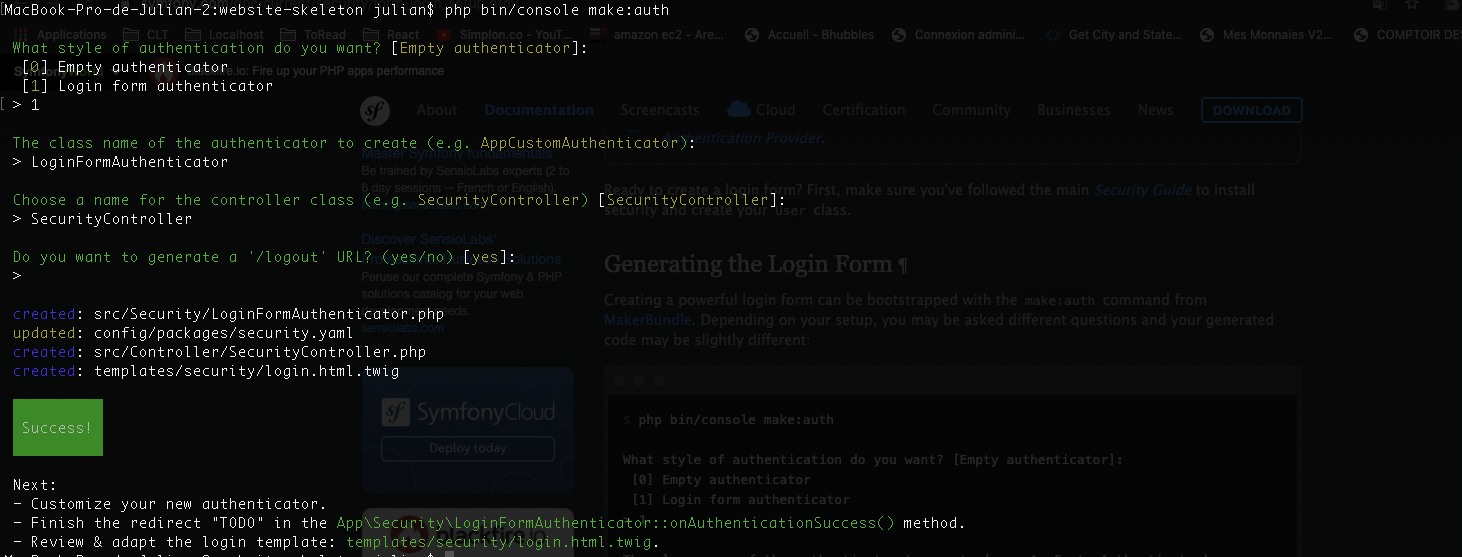 [MacBook-Pro-de-Julian-2:website-skeleton julian$ php bin/console make:auth
Applications CLT Localhost ToRead React Simplon.co - YouT... amazon ec2 - Are... Accueil - Bhubbles Connexion admini... Get City and State... Mes Monnaies V2... COMPTOIR DES
What style of authentication do you want? [Empty authenticator]:
[0] Empty authenticator
.io: Fire up your PHP apps performance
[1] Login form authenticator
[ > 1
About Documentation Screencasts Cloud Certification Community Businesses News DOWNLOAD
Authentication Provider.
The class name of the authenticator to create (e.g. AppCustomAuthenticator):
Master Symfony fundamentals
> LoginFormAuthenticator
Be trained by SensioLabs experts (2 to
6 day sessions — French or English).
Ready to create a login form? First, make sure you've followed the main Security Guide to install
security and create your User class.
Choose a name for the controller class (e.g. SecurityController) [SecurityController]:
> SecurityController
Discover SensioLabs'
Solutions
Do you want to generate a '/logout' URL? (yes/no) [yes]:
>
Peruse our complete Symfony & PHP
solutions catalog for your web
needs.
sensiolabs.com
Generating the Login Form ¶
Creating a powerful login form can be bootstrapped with the make:auth command from
MakerBundle. Depending on your setup, you may be asked different questions and your generated
code may be slightly different:
created: src/Security/LoginFormAuthenticator.php
updated: config/packages/security.yaml
created: src/Controller/SecurityController.php
created: templates/security/login.html.twig
SymfonyCloud
Deploy today
$ php bin/console make:auth
What style of authentication do you want? [Empty authenticator]:
[0] Empty authenticator
[1] Login form authenticator
Success!
Next:
- Customize your new authenticator.
- Finish the redirect "TODO" in the App\Security\LoginFormAuthenticator::onAuthenticationSuccess() method.
- Review & adapt the login template: templates/security/login.html.twig.